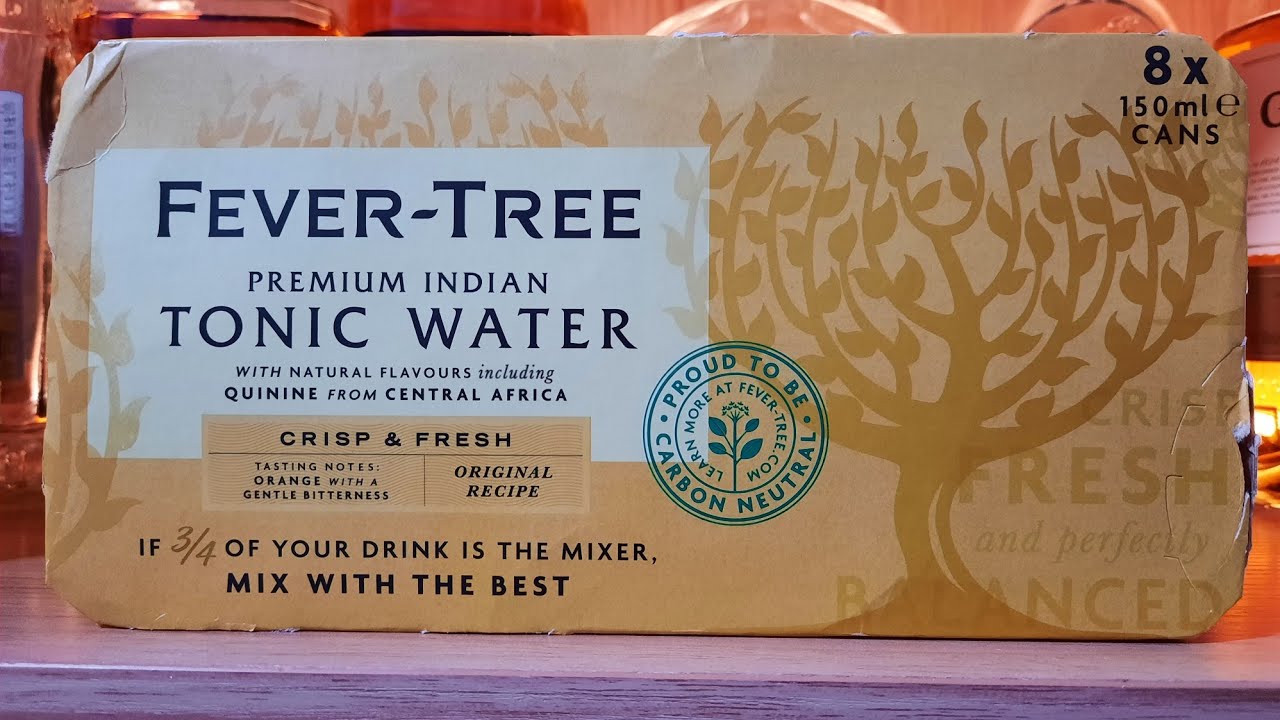 8 x
150ml e
CANS
FEVER-TREE
PREMIUM INDIAN
TONIC WATER
WITH NATURAL FLAVOURS including
QUININE FROM CENTRAL AFRICA
CRISP & FRESH
TASTING NOTES:
ORANGE WITH A
GENTLE BITTERNESS
ORIGINAL
RECIPE
PROUD TO BE
CARBON NEUTRAL
LEARN MORE AT FEVER-TREE.COM
IF 3/4 OF YOUR DRINK IS THE MIXER,
MIX WITH THE BEST
CRISP
FRESH
and perfectly
BALANCED